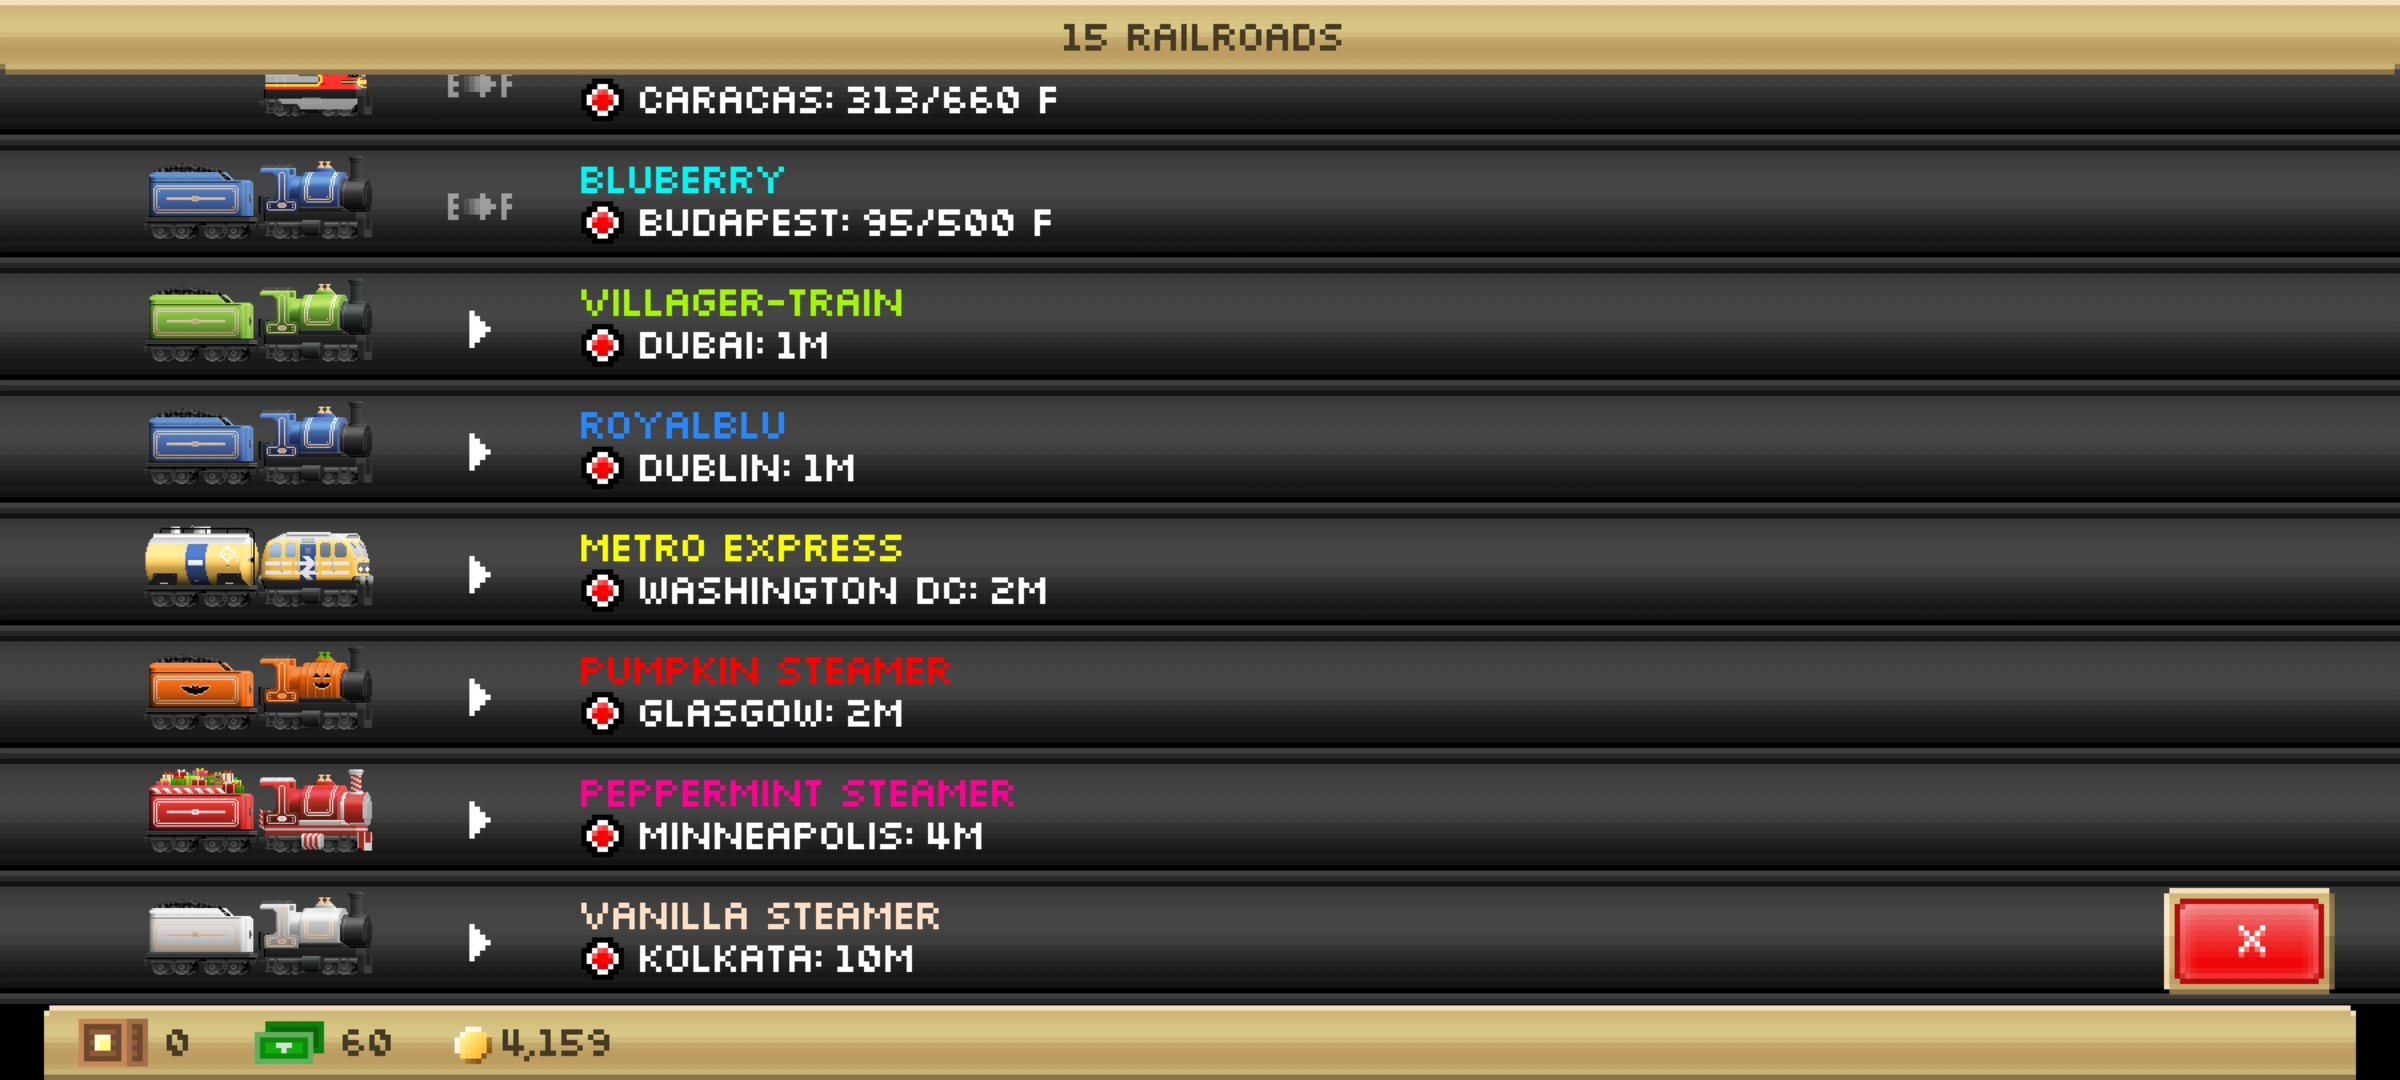 15 RAILROADS
E F
CARACAS: 313/660 F
BLUBERRY
E F
BUDAPEST: 95/500 F
VILLAGER-TRAIN
DUBAI: 1M
ROYALBLU
DUBLIN: 1M
METRO EXPRESS
WASHINGTON DC: 2M
PUMPKIN STEAMER
GLASGOW: 2M
PEPPERMINT STEAMER
MINNEAPOLIS: 4M
VANILLA STEAMER
KOLKATA: 10M
X
0 60 4,159